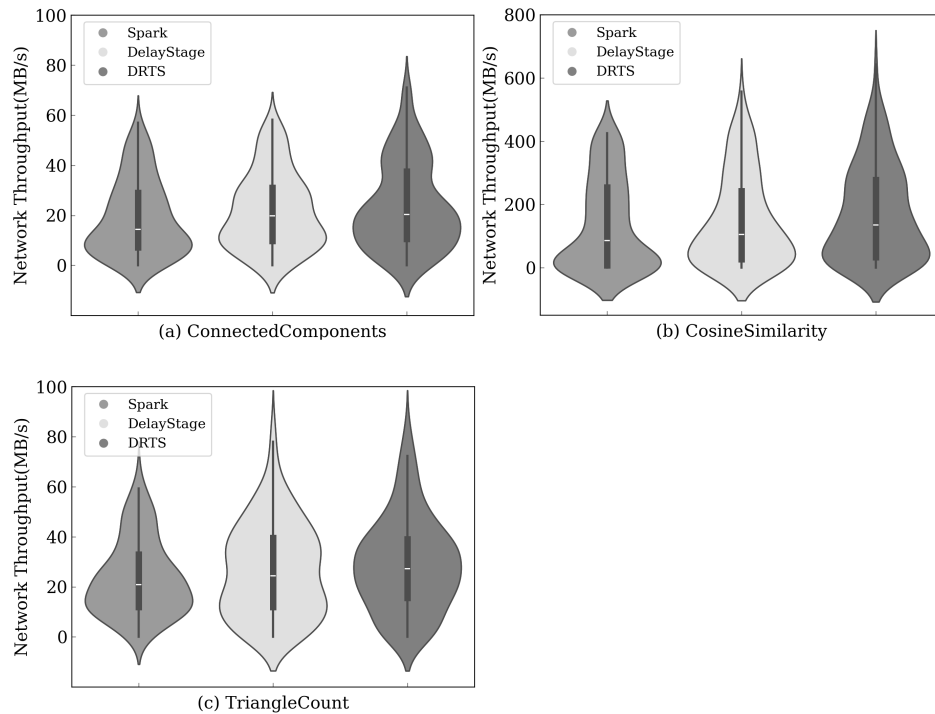 100
80
60
40
20
0
Network Throughput(MB/s)
Spark
DelayStage
DRTS
(a) ConnectedComponents
800
600
400
200
0
Network Throughput(MB/s)
Spark
DelayStage
DRTS
(b) CosineSimilarity
100
80
60
40
20
0
Network Throughput(MB/s)
Spark
DelayStage
DRTS
(c) TriangleCount